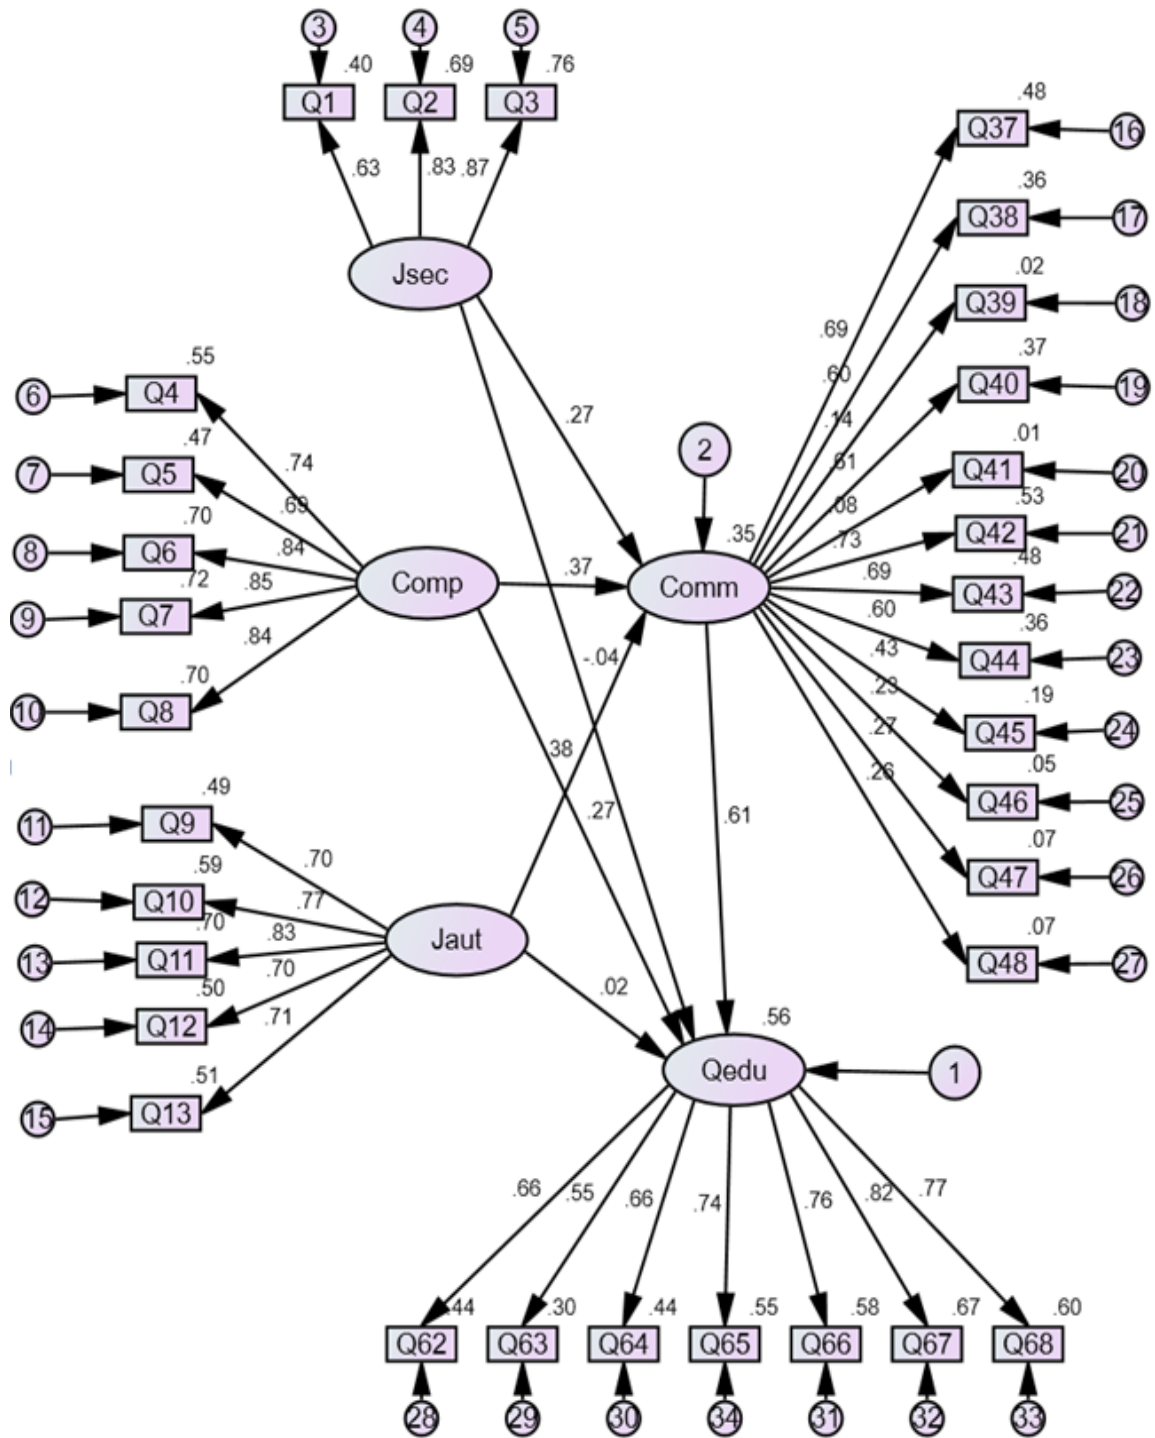 3 4 5
.40 .69 .76
Q1 Q2 Q3
.63 .83 .87
Jsec
.48
Q37 16
.36
Q38 17
.02
Q39 18
.37
Q40 19
.01
Q41 20
.53
Q42 21
.48
Q43 22
.36
Q44 23
.19
Q45 24
.05
Q46 25
.07
Q47 26
.07
Q48 27
.69
.60
.14
.61
.08
.73
.69
.60
.43
.23
.27
.26
.55
6 Q4
.47
7 Q5
.70
8 Q6
.72
9 Q7
.70
10 Q8
.74
.69
.84
.85
.84
Comp
.27
.37
2
.35
Comm
-.04
.38
.27
.61
.49
11 Q9
.59
12 Q10
.70
13 Q11
.50
14 Q12
.51
15 Q13
.70
.77
.83
.70
.71
Jaut
.02
.56
Qedu 1
.66 .55 .66 .74 .76 .82 .77
.44 .30 .44 .55 .58 .67 .60
Q62 Q63 Q64 Q65 Q66 Q67 Q68
28 29 30 34 31 32 33